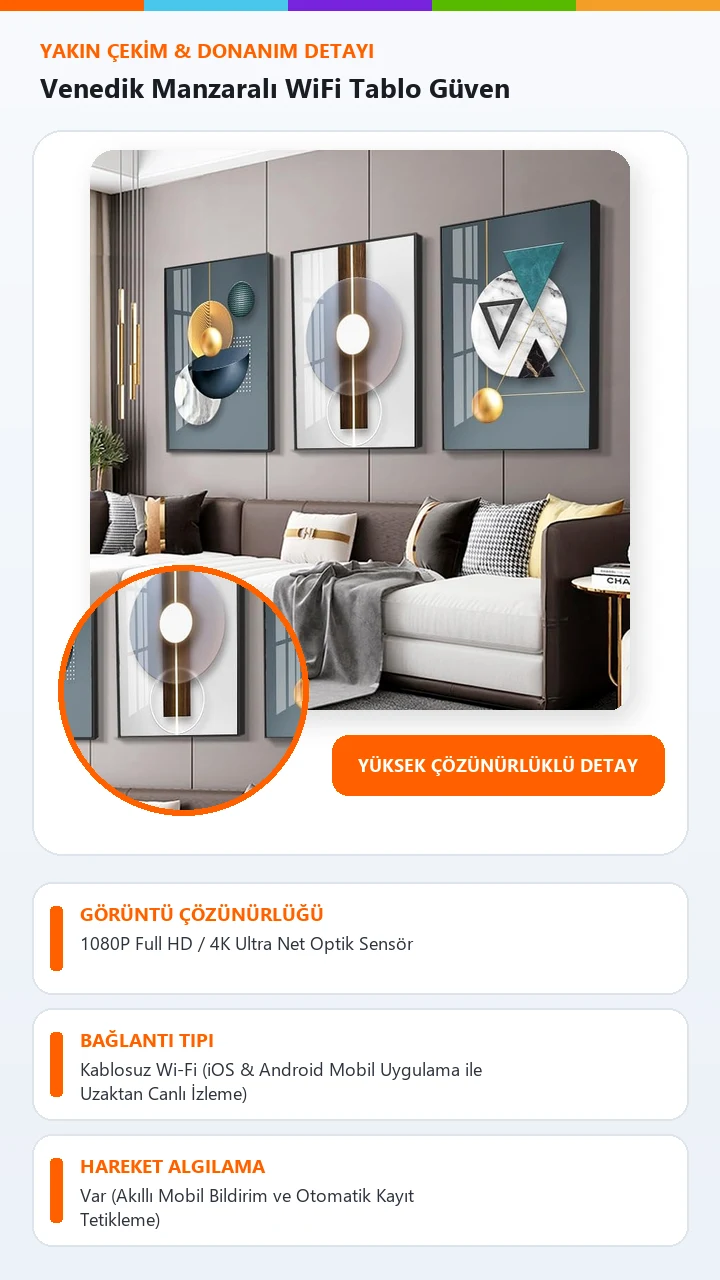 YAKIN ÇEKİM & DONANIM DETAYI
Venedik Manzaralı WiFi Tablo Güven
CHA
YÜKSEK ÇÖZÜNÜRLÜKLÜ DETAY
GÖRÜNTÜ ÇÖZÜNÜRLÜĞÜ
1080P Full HD / 4K Ultra Net Optik Sensör
BAĞLANTI TIPI
Kablosuz Wi-Fi (iOS & Android Mobil Uygulama ile
Uzaktan Canlı İzleme)
HAREKET ALGILAMA
Var (Akıllı Mobil Bildirim ve Otomatik Kayıt
Tetikleme)